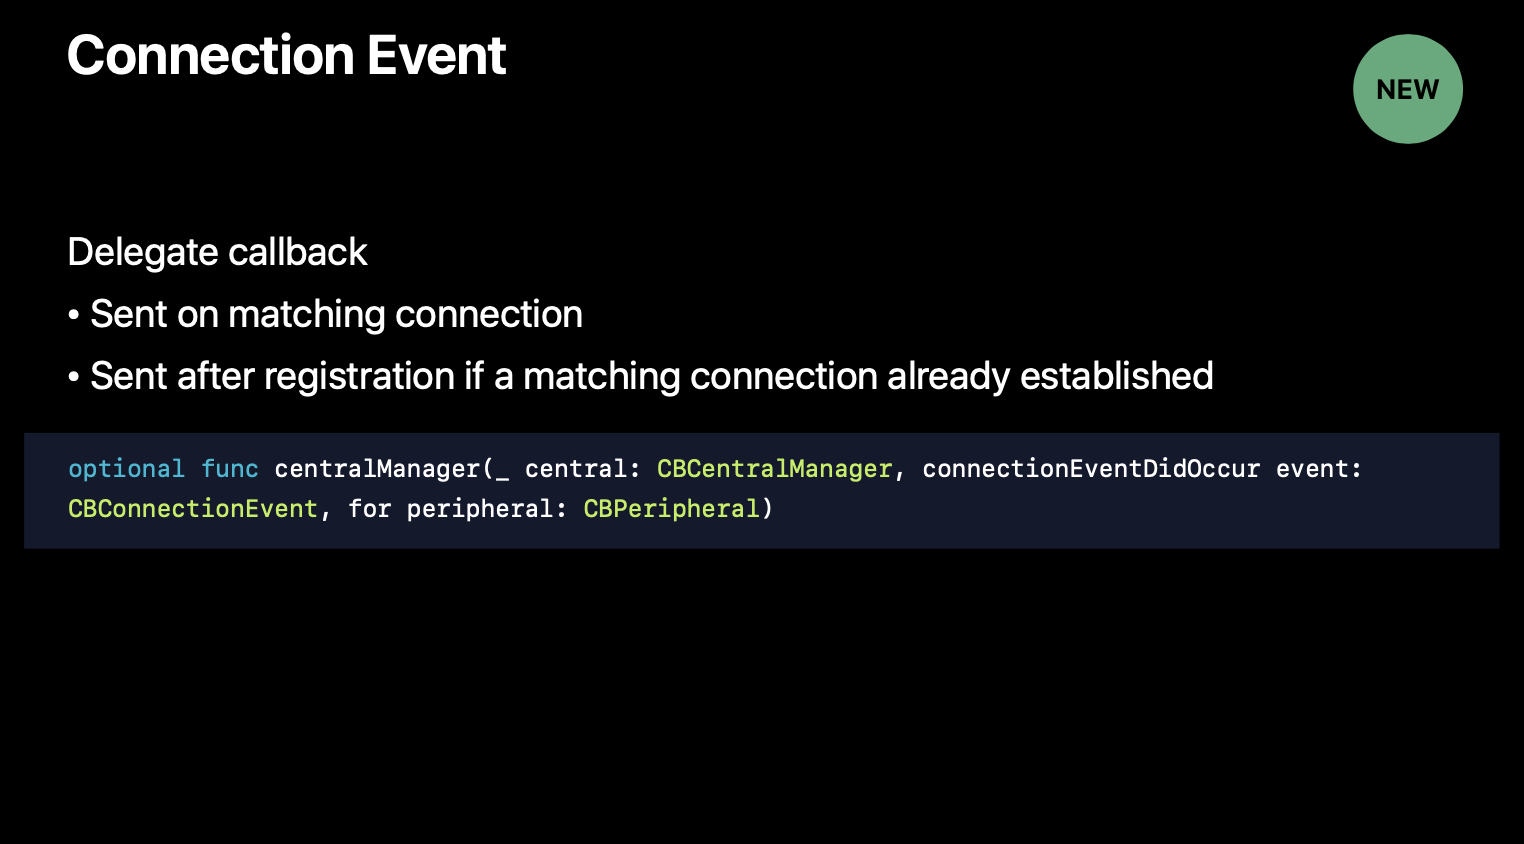 Connection Event
NEW
Delegate callback
• Sent on matching connection
• Sent after registration if a matching connection already established
optional func centralManager(_ central: CBCentralManager, connectionEventDidOccur event:
CBConnectionEvent, for peripheral: CBPeripheral)